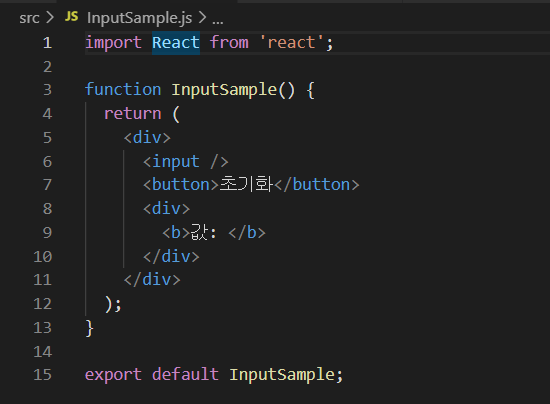 src > JS InputSample.js > ...
1 import React from 'react';
2
3 function InputSample() {
4   return (
5     <div>
6       <input />
7       <button>초기화</button>
8       <div>
9         <b>값: </b>
10       </div>
11     </div>
12   );
13 }
14
15 export default InputSample;